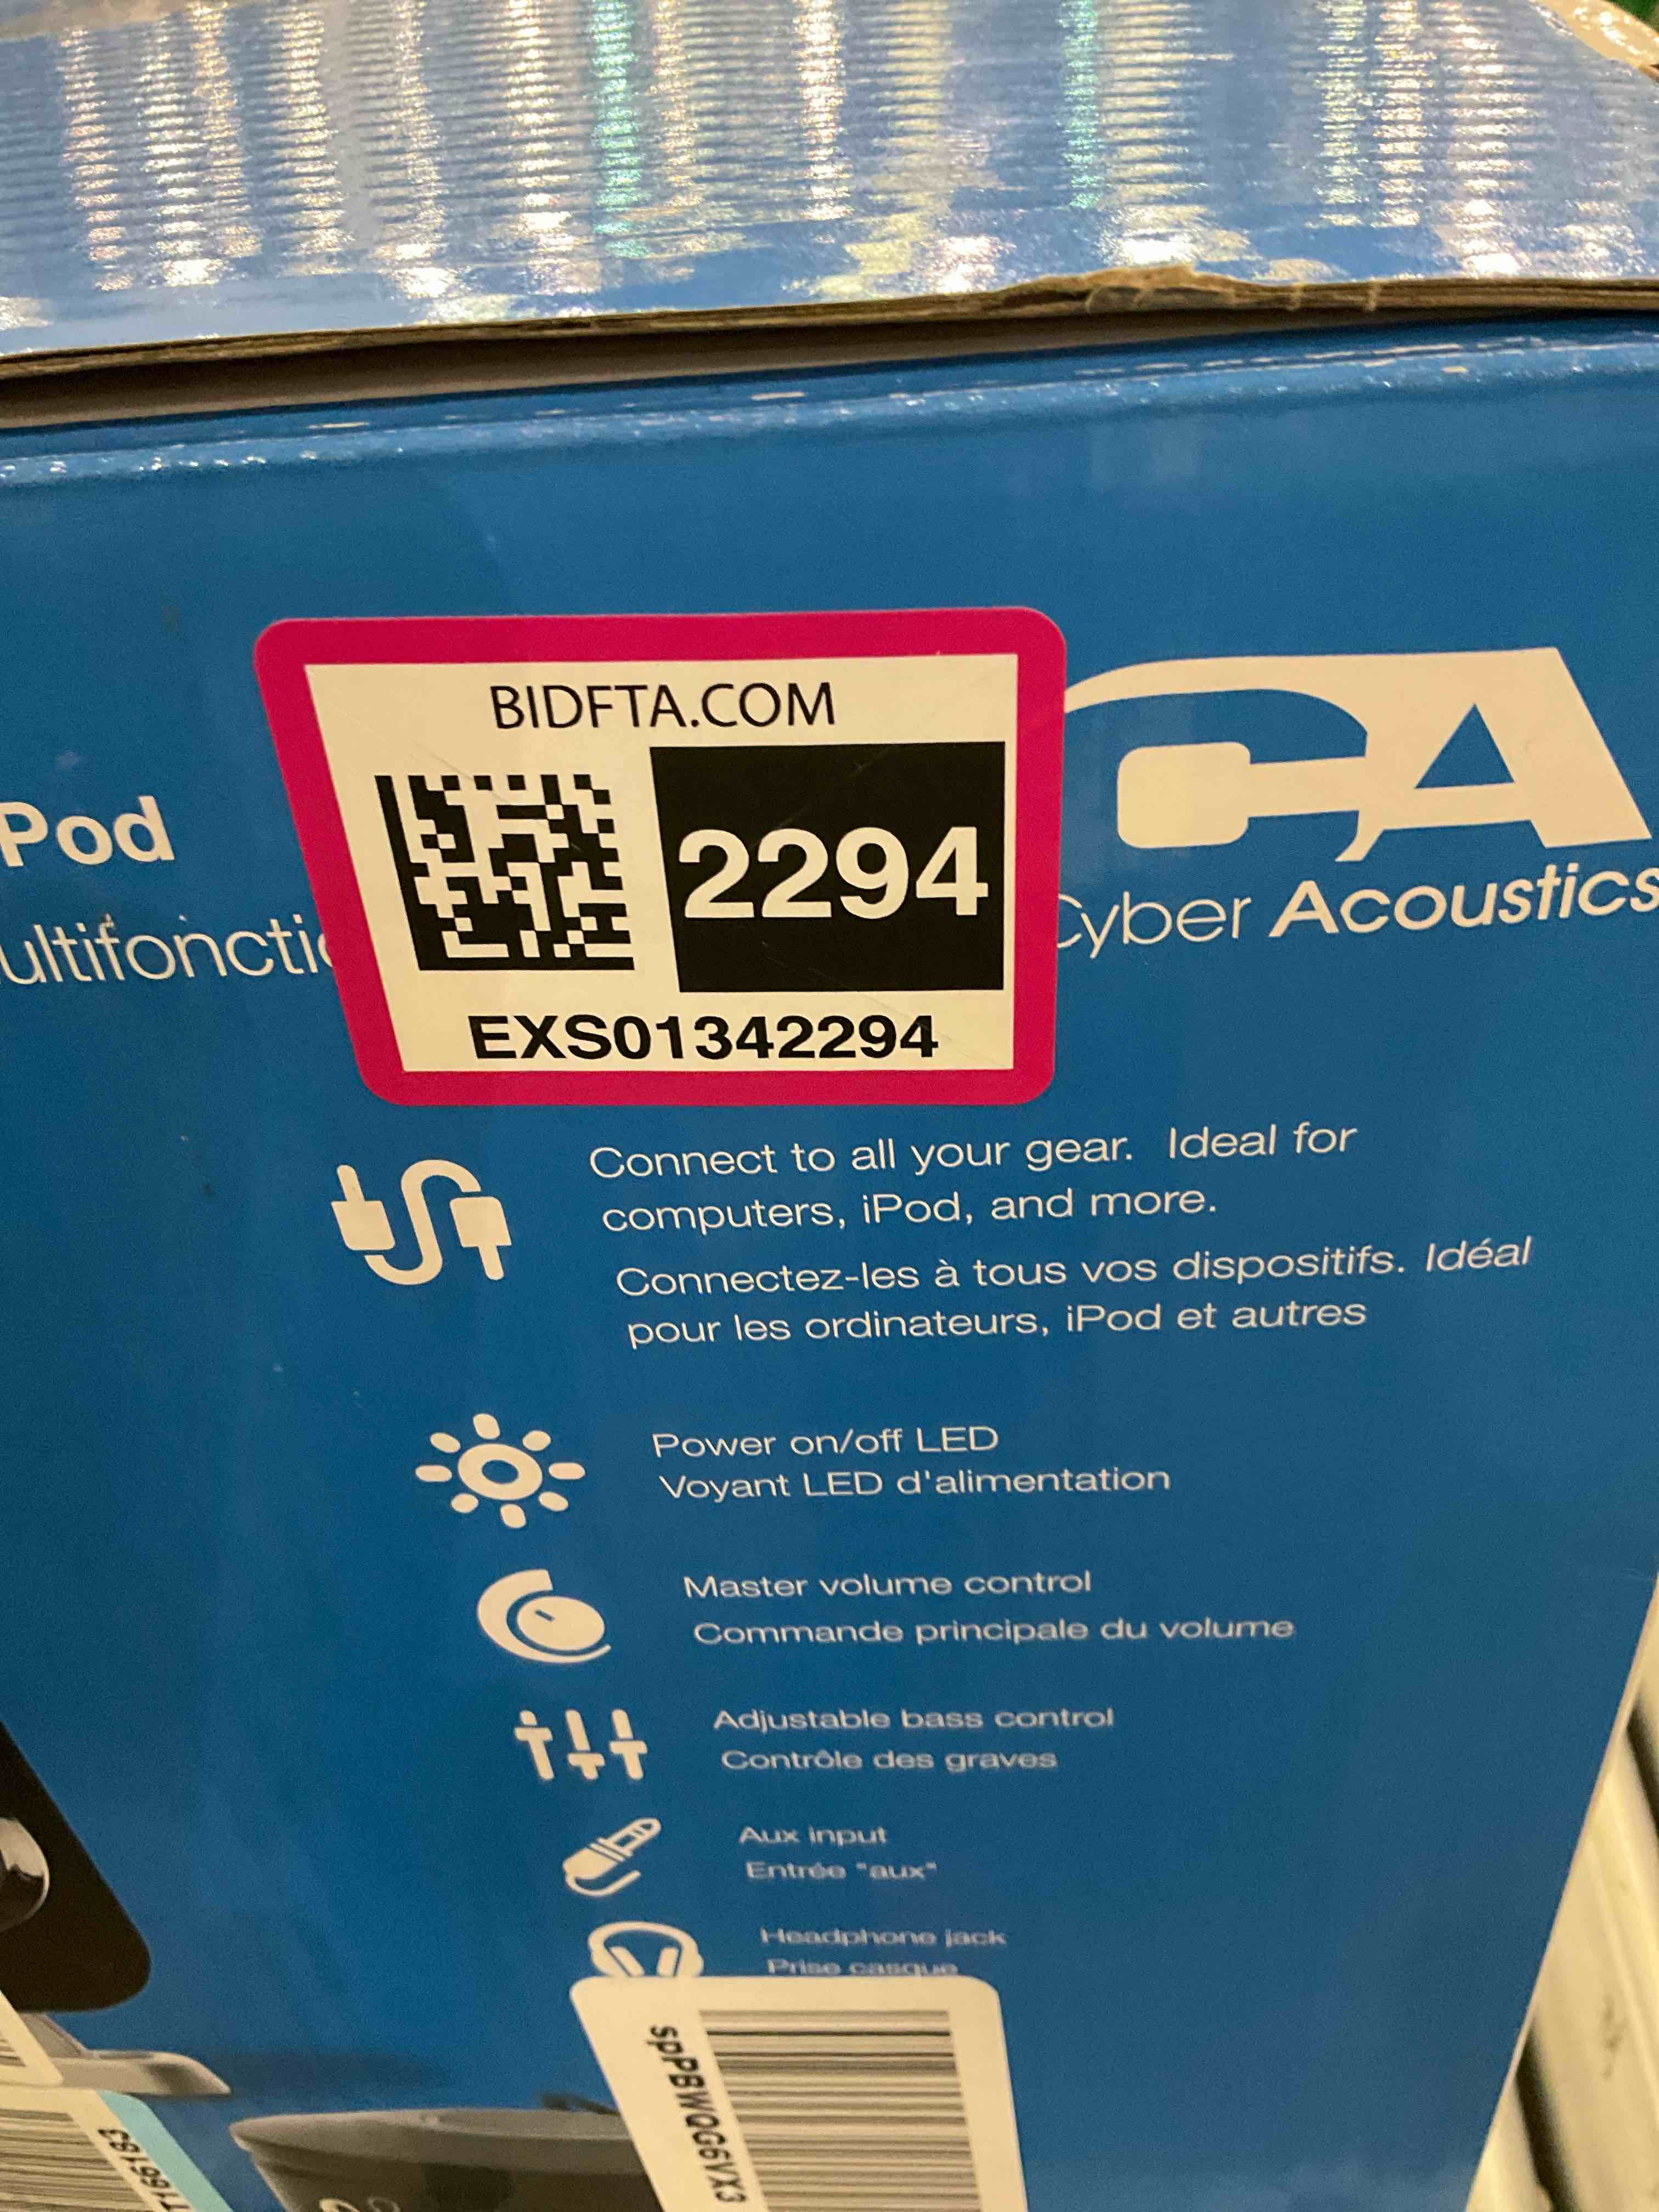 BIDFTA.COM
2294
EXS01342294
Pod
ultifonctio
CA
Cyber Acoustics
Connect to all your gear. Ideal for
computers, iPod, and more.
Connectez-les à tous vos dispositifs. Idéal
pour les ordinateurs, iPod et autres
Power on/off LED
Voyant LED d'alimentation
Master volume control
Commande principale du volume
Adjustable bass control
Contrôle des graves
Aux input
Entrée "aux"
Headphone jack
Prise casque
spPBWQG6VX3
T166183